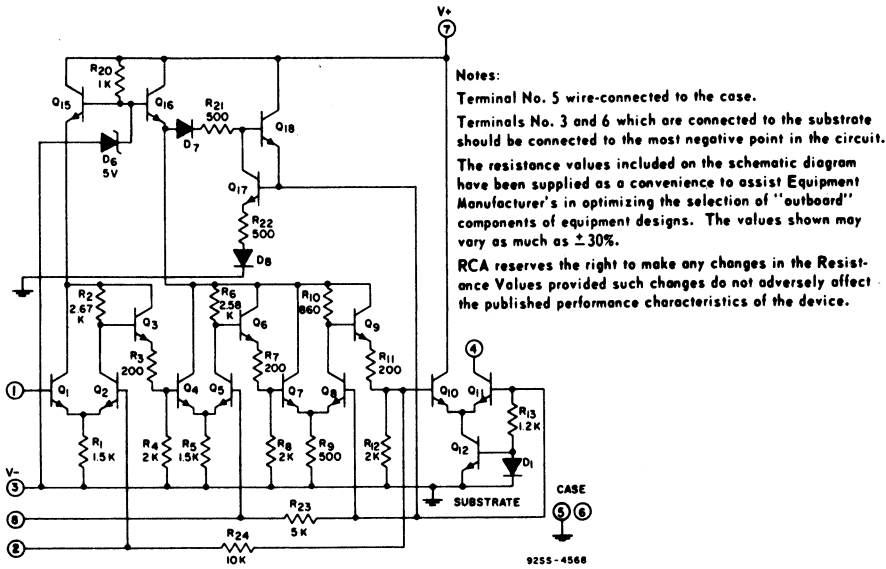 V+
7
R20
1K
Q15
Q16
R21
500
Q18
D7
D6
5V
Q17
R22
500
D8
R2
2.67
K
Q3
R6
2.58
K
Q6
R10
860
Q9
R3
200
R7
200
R11
200
4
1
Q1
Q2
Q4
Q5
Q7
Q8
Q10
Q11
R13
1.2K
Q12
D1
R1
1.5K
R4
2K
R5
1.5K
R8
2K
R9
500
R12
2K
V-
3
SUBSTRATE
CASE
5 6
8
R23
5K
2
R24
10K
92SS-4568
Notes:
Terminal No. 5 wire-connected to the case.
Terminals No. 3 and 6 which are connected to the substrate
should be connected to the most negative point in the circuit.
The resistance values included on the schematic diagram
have been supplied as a convenience to assist Equipment
Manufacturer's in optimizing the selection of "outboard"
components of equipment designs. The values shown may
vary as much as ±30%.
RCA reserves the right to make any changes in the Resist-
ance Values provided such changes do not adversely affect
the published performance characteristics of the device.